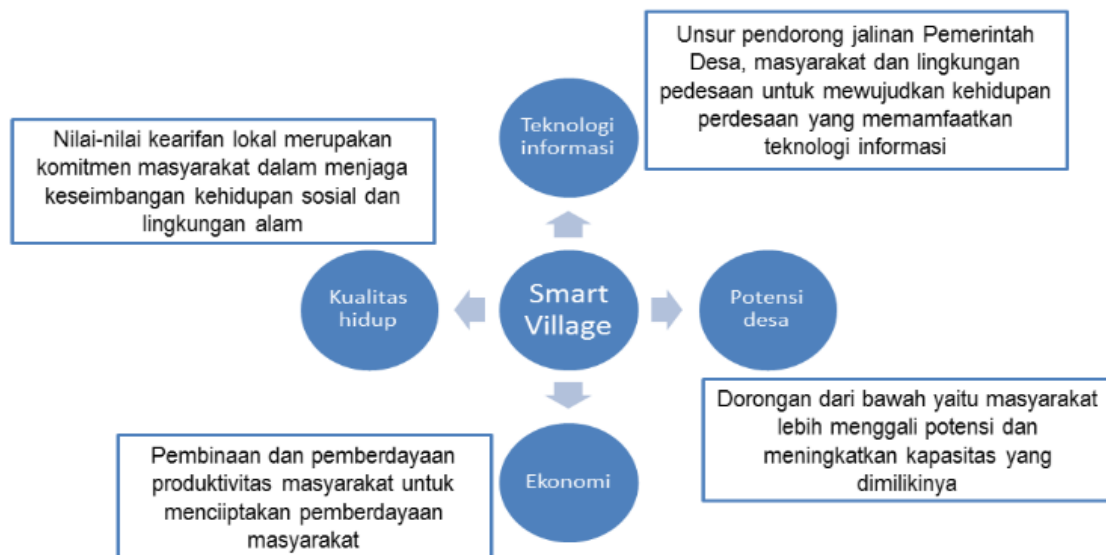 Unsur pendorong jalinan Pemerintah
Desa, masyarakat dan lingkungan
pedesaan untuk mewujudkan kehidupan
perdesaan yang memamfaatkan
teknologi informasi
Teknologi
informasi
Nilai-nilai kearifan lokal merupakan
komitmen masyarakat dalam menjaga
keseimbangan kehidupan sosial dan
lingkungan alam
Kualitas
hidup
Smart
Village
Potensi
desa
Dorongan dari bawah yaitu masyarakat
lebih menggali potensi dan
meningkatkan kapasitas yang
dimilikinya
Pembinaan dan pemberdayaan
produktivitas masyarakat untuk
menciiptakan pemberdayaan
masyarakat
Ekonomi